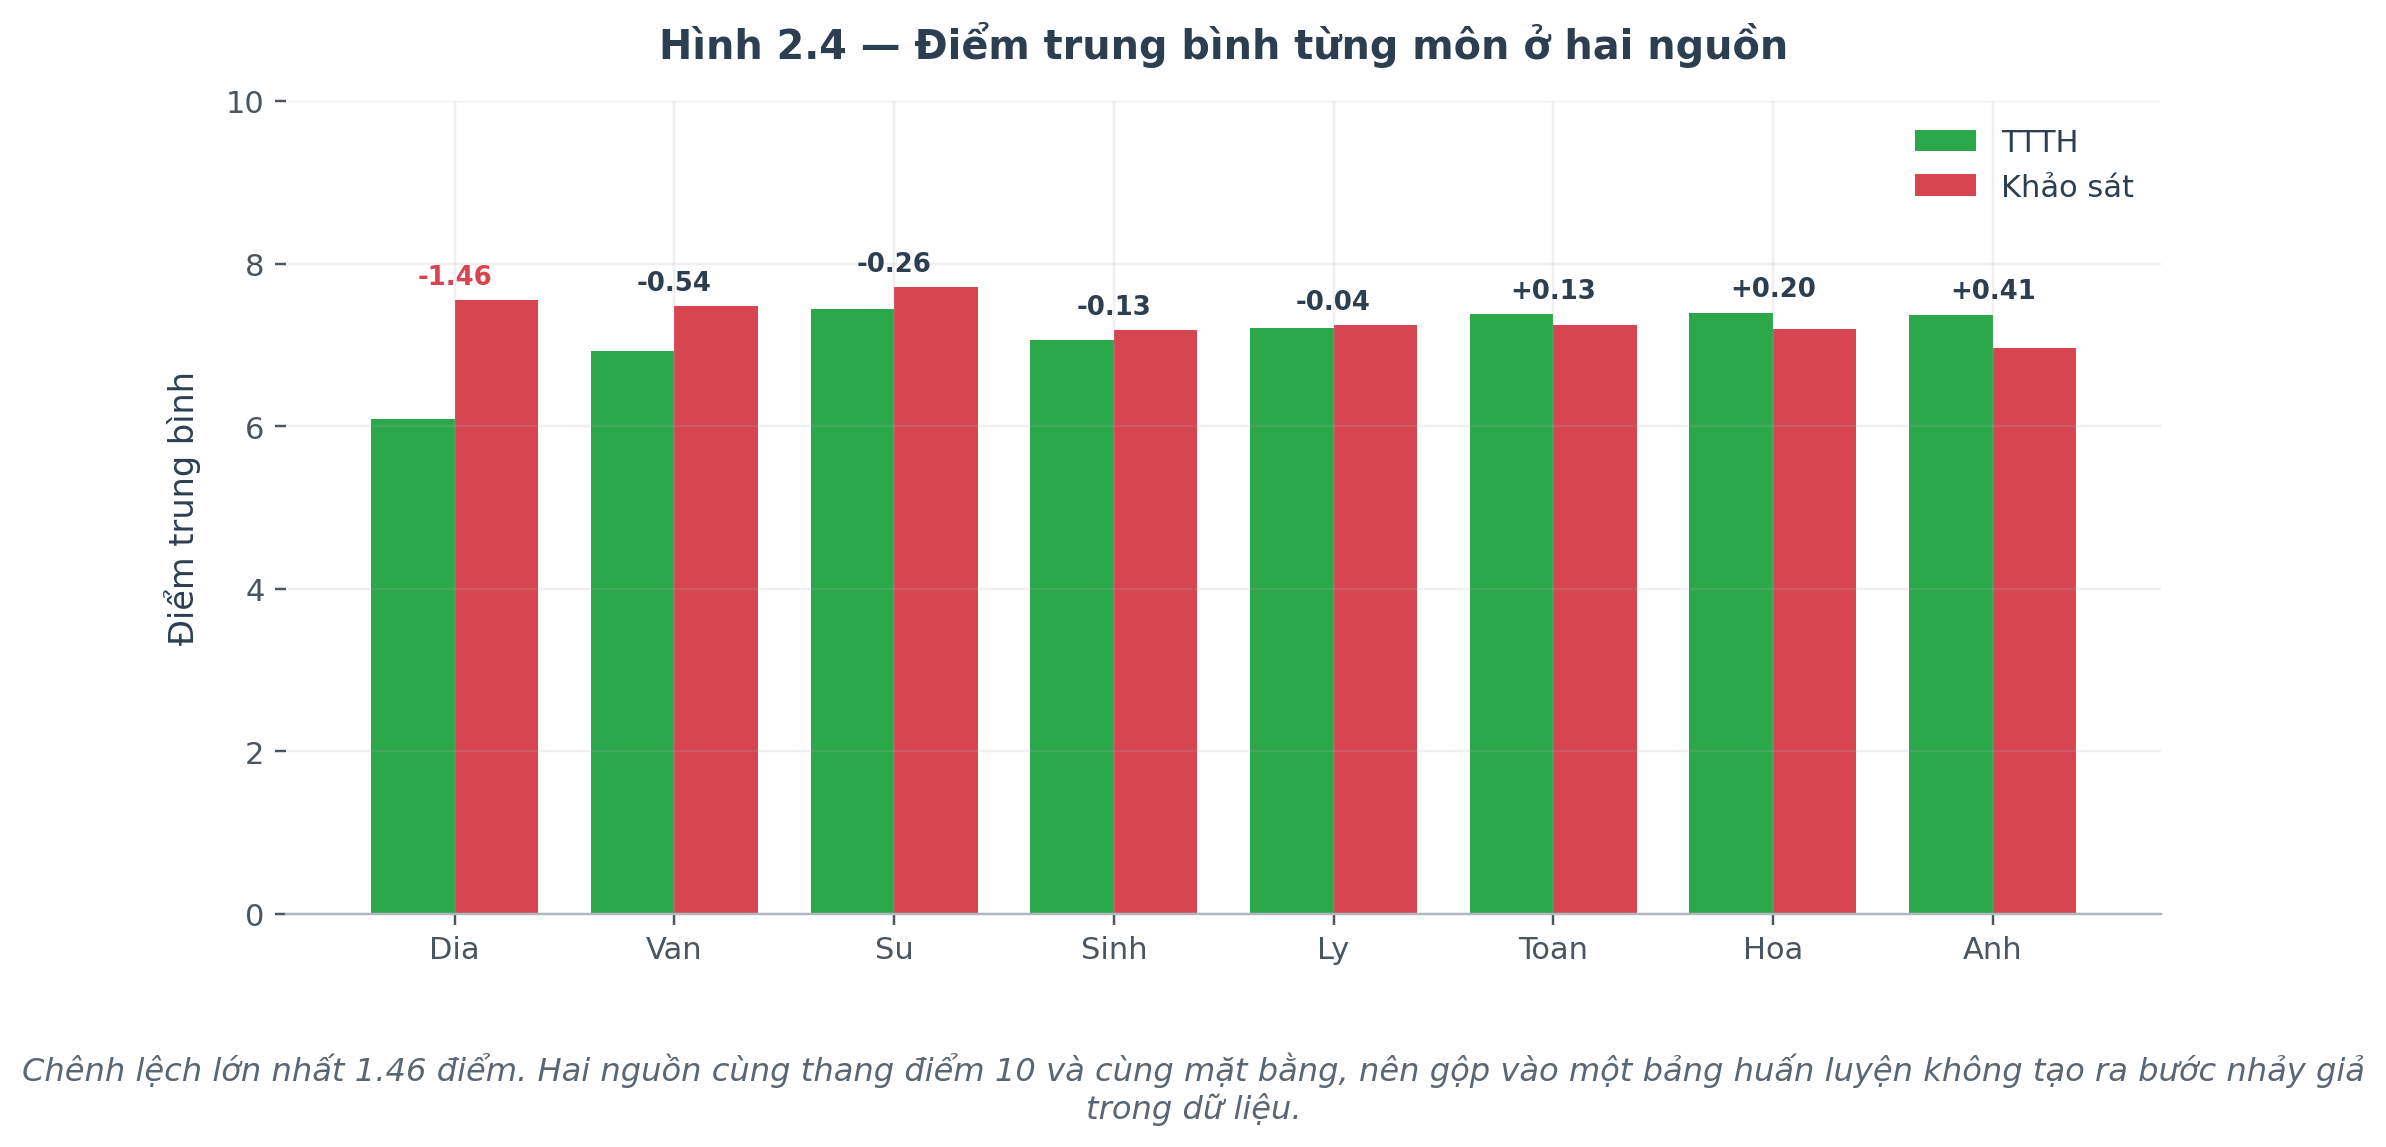 Hình 2.4 — Điểm trung bình từng môn ở hai nguồn
Điểm trung bình
10
8
6
4
2
0
TTTH
Khảo sát
-1.46
-0.54
-0.26
-0.13
-0.04
+0.13
+0.20
+0.41
Dia
Van
Su
Sinh
Ly
Toan
Hoa
Anh
Chênh lệch lớn nhất 1.46 điểm. Hai nguồn cùng thang điểm 10 và cùng mặt bằng, nên gộp vào một bảng huấn luyện không tạo ra bước nhảy giả
trong dữ liệu.